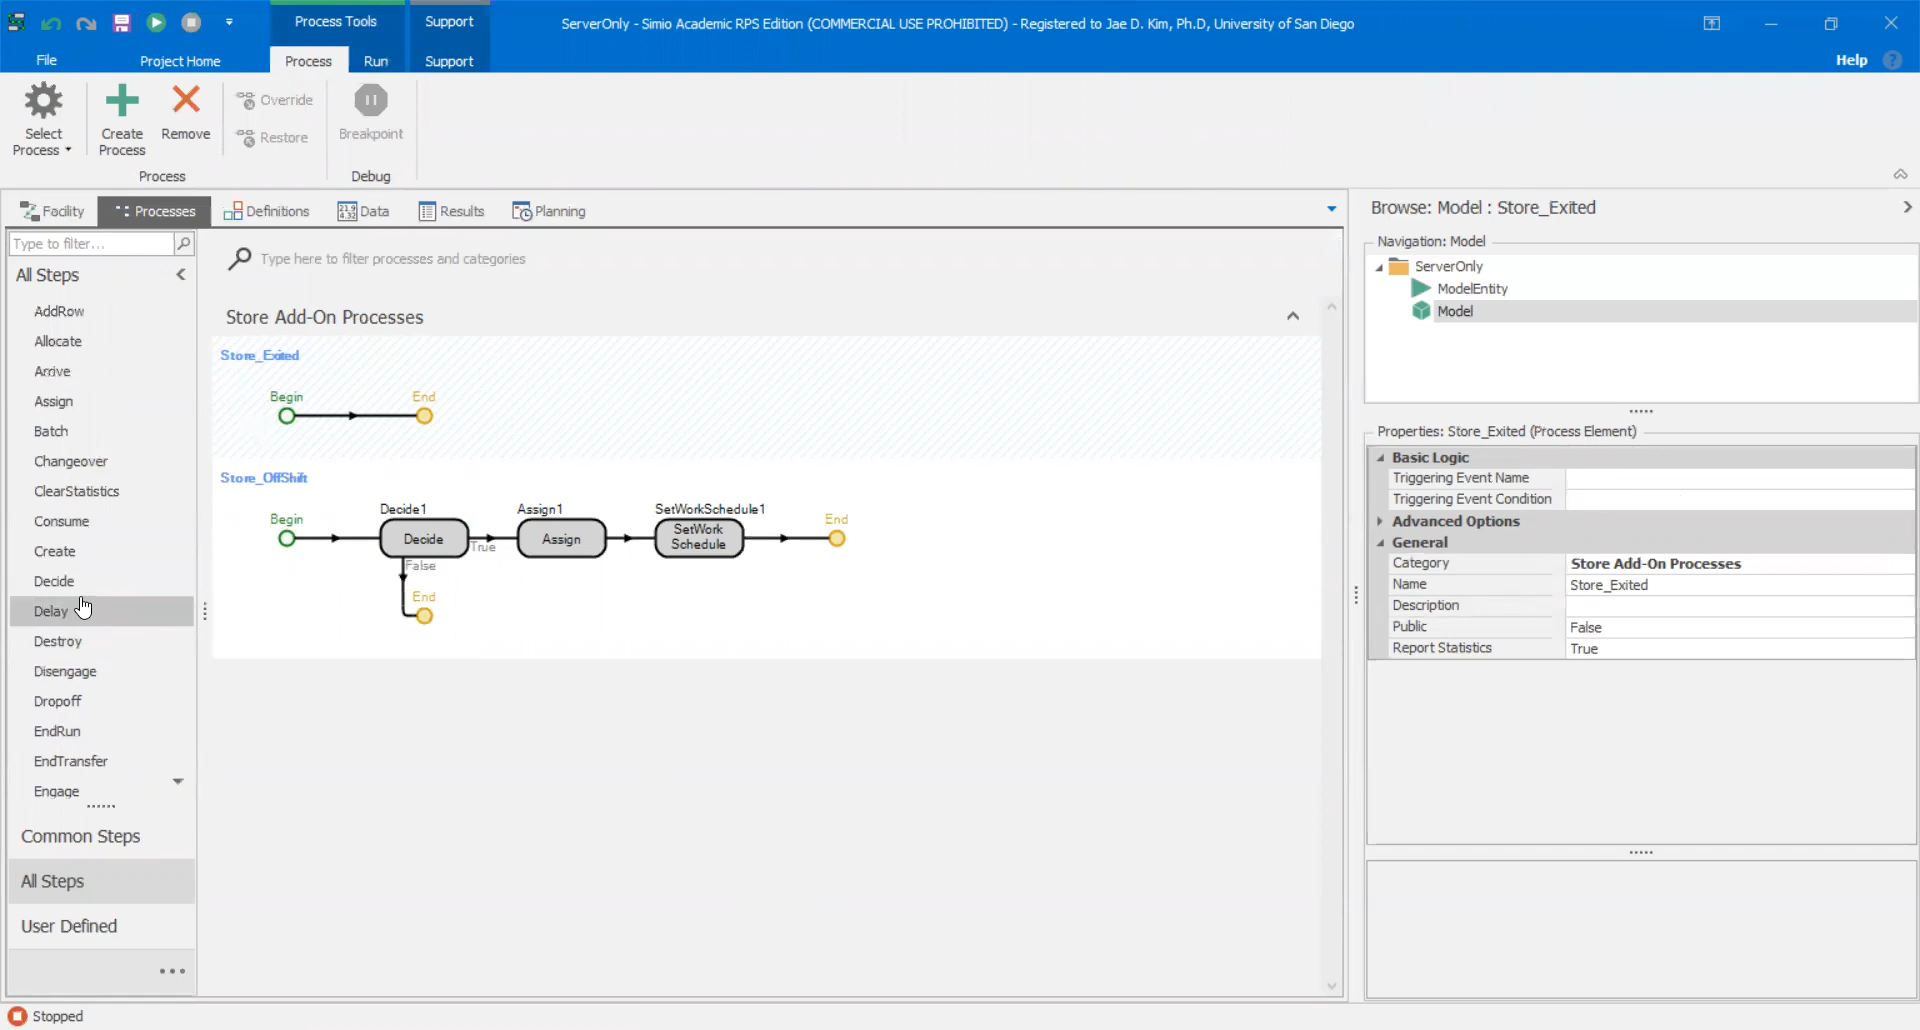 Process Tools
Support
ServerOnly - Simio Academic RPS Edition (COMMERCIAL USE PROHIBITED) - Registered to Jae D. Kim, Ph.D, University of San Diego
File
Project Home
Process
Run
Support
Help
Select Process
Create Process
Remove
Override
Restore
Breakpoint
Process
Debug
Facility
Processes
Definitions
Data
Results
Planning
Type to filter...
All Steps
AddRow
Allocate
Arrive
Assign
Batch
Changeover
ClearStatistics
Consume
Create
Decide
Delay
Destroy
Disengage
Dropoff
EndRun
EndTransfer
Engage
Common Steps
All Steps
User Defined
Type here to filter processes and categories
Store Add-On Processes
Store_Exited
Begin
End
Store_OffShift
Begin
Decide1
Decide
True
False
End
Assign1
Assign
SetWorkSchedule1
SetWork
Schedule
End
Browse: Model : Store_Exited
Navigation: Model
ServerOnly
ModelEntity
Model
Properties: Store_Exited (Process Element)
Basic Logic
Triggering Event Name
Triggering Event Condition
Advanced Options
General
Category Store Add-On Processes
Name Store_Exited
Description
Public False
Report Statistics True
Stopped